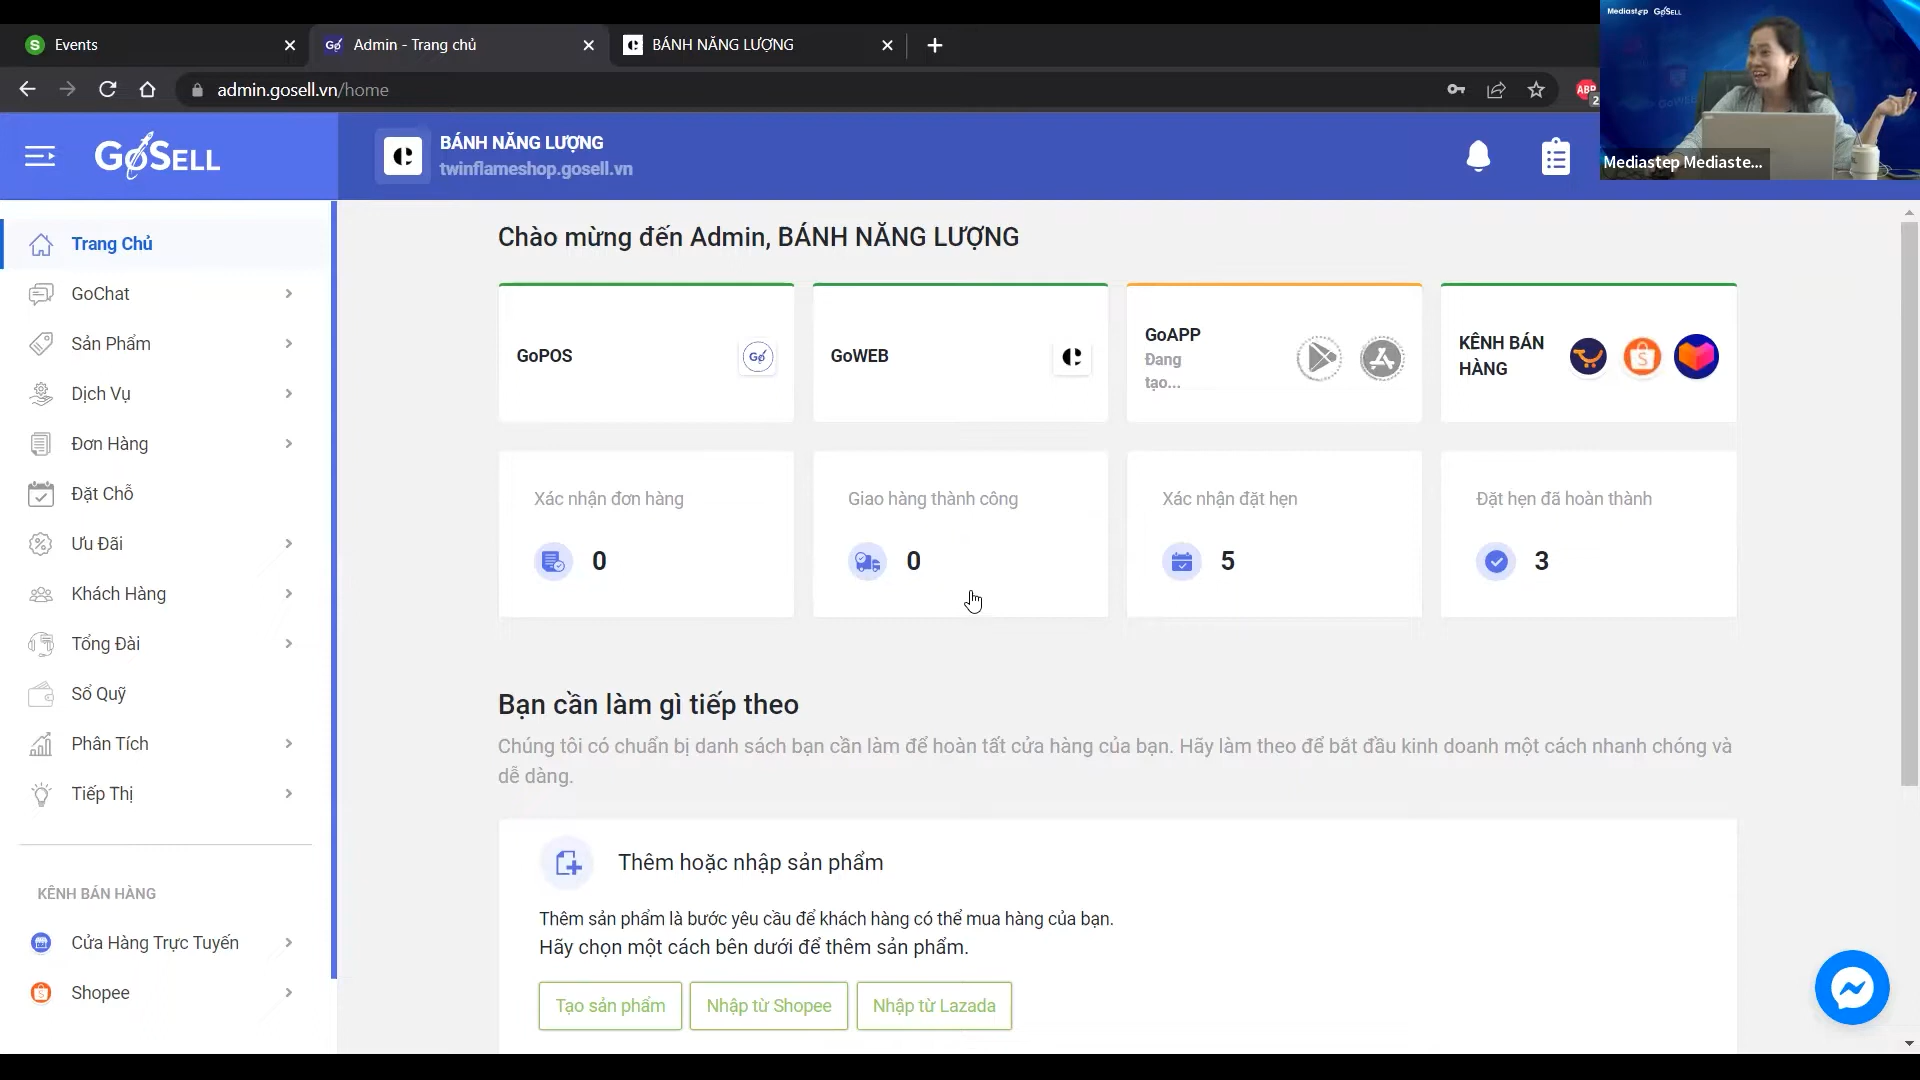 Events
Admin - Trang chủ
BÁNH NĂNG LƯỢNG
admin.gosell.vn/home
ABP
2
Mediastep GoSELL
Mediastep Mediaste...
GoSELL
BÁNH NĂNG LƯỢNG
twinflameshop.gosell.vn
Trang Chủ
GoChat
Sản Phẩm
Dịch Vụ
Đơn Hàng
Đặt Chỗ
Ưu Đãi
Khách Hàng
Tổng Đài
Sổ Quỹ
Phân Tích
Tiếp Thị
KÊNH BÁN HÀNG
Cửa Hàng Trực Tuyến
Shopee
Chào mừng đến Admin, BÁNH NĂNG LƯỢNG
GoPOS
Go
GoWEB
GoAPP
Đang
tạo...
KÊNH BÁN
HÀNG
Xác nhận đơn hàng
0
Giao hàng thành công
0
Xác nhận đặt hẹn
5
Đặt hẹn đã hoàn thành
3
Bạn cần làm gì tiếp theo
Chúng tôi có chuẩn bị danh sách bạn cần làm để hoàn tất cửa hàng của bạn. Hãy làm theo để bắt đầu kinh doanh một cách nhanh chóng và
dễ dàng.
Thêm hoặc nhập sản phẩm
Thêm sản phẩm là bước yêu cầu để khách hàng có thể mua hàng của bạn.
Hãy chọn một cách bên dưới để thêm sản phẩm.
Tạo sản phẩm
Nhập từ Shopee
Nhập từ Lazada